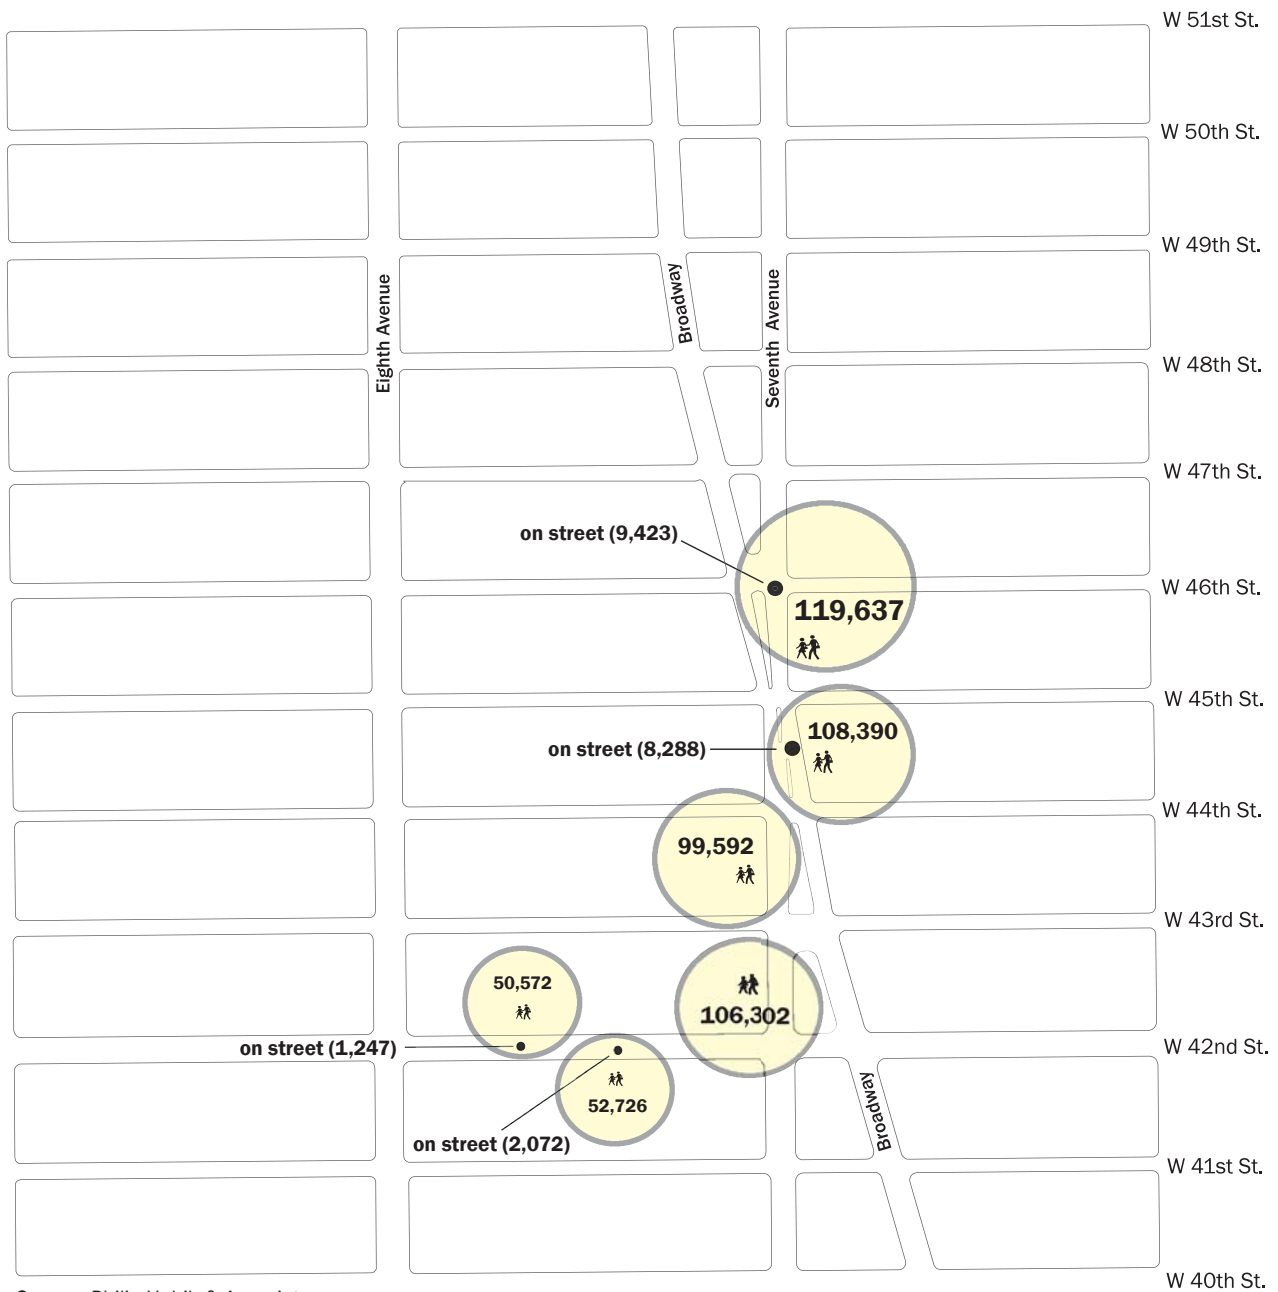 W 51st St.
W 50th St.
W 49th St.
Eighth Avenue
Broadway
Seventh Avenue
W 48th St.
W 47th St.
on street (9,423)
W 46th St.
119,637
W 45th St.
108,390
on street (8,288)
W 44th St.
99,592
W 43rd St.
50,572
106,302
on street (1,247)
W 42nd St.
52,726
Broadway
on street (2,072)
W 41st St.
W 40th St.